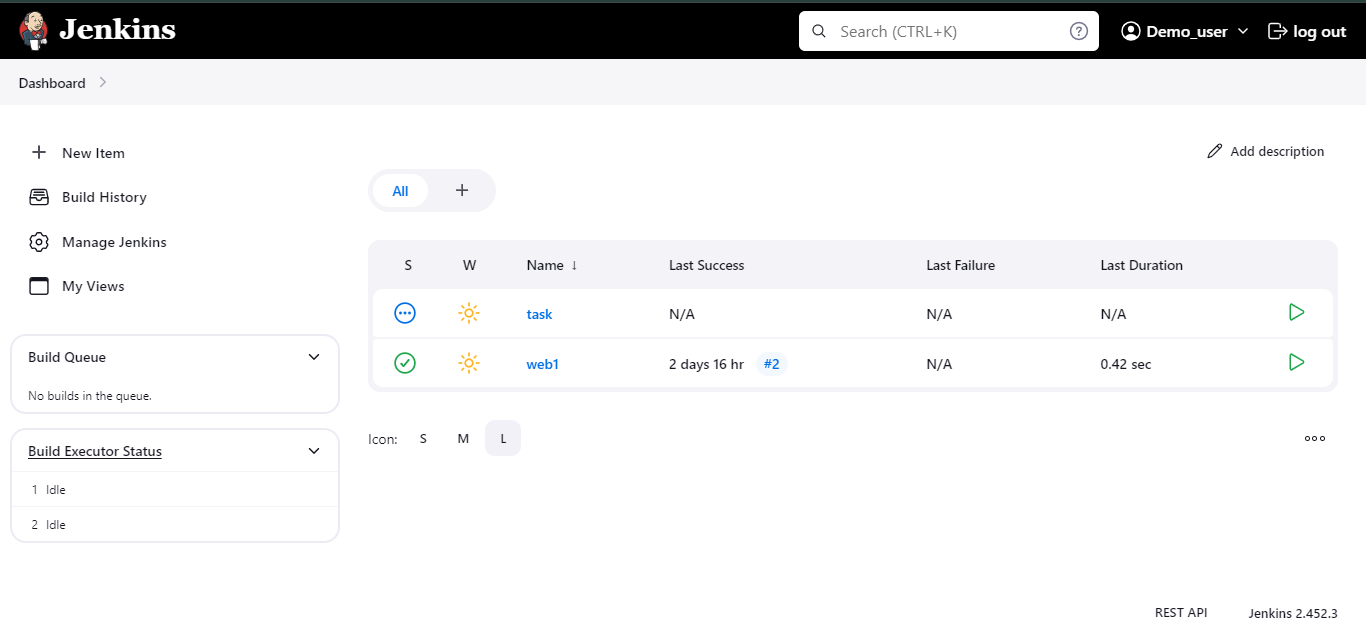 Jenkins
Search (CTRL+K)
Demo_user
log out
Dashboard
New Item
Build History
Manage Jenkins
My Views
Build Queue
No builds in the queue.
Build Executor Status
1 Idle
2 Idle
Add description
All +
S W Name ↓ Last Success Last Failure Last Duration
task N/A N/A N/A
web1 2 days 16 hr #2 N/A 0.42 sec
Icon: S M L
REST API Jenkins 2.452.3